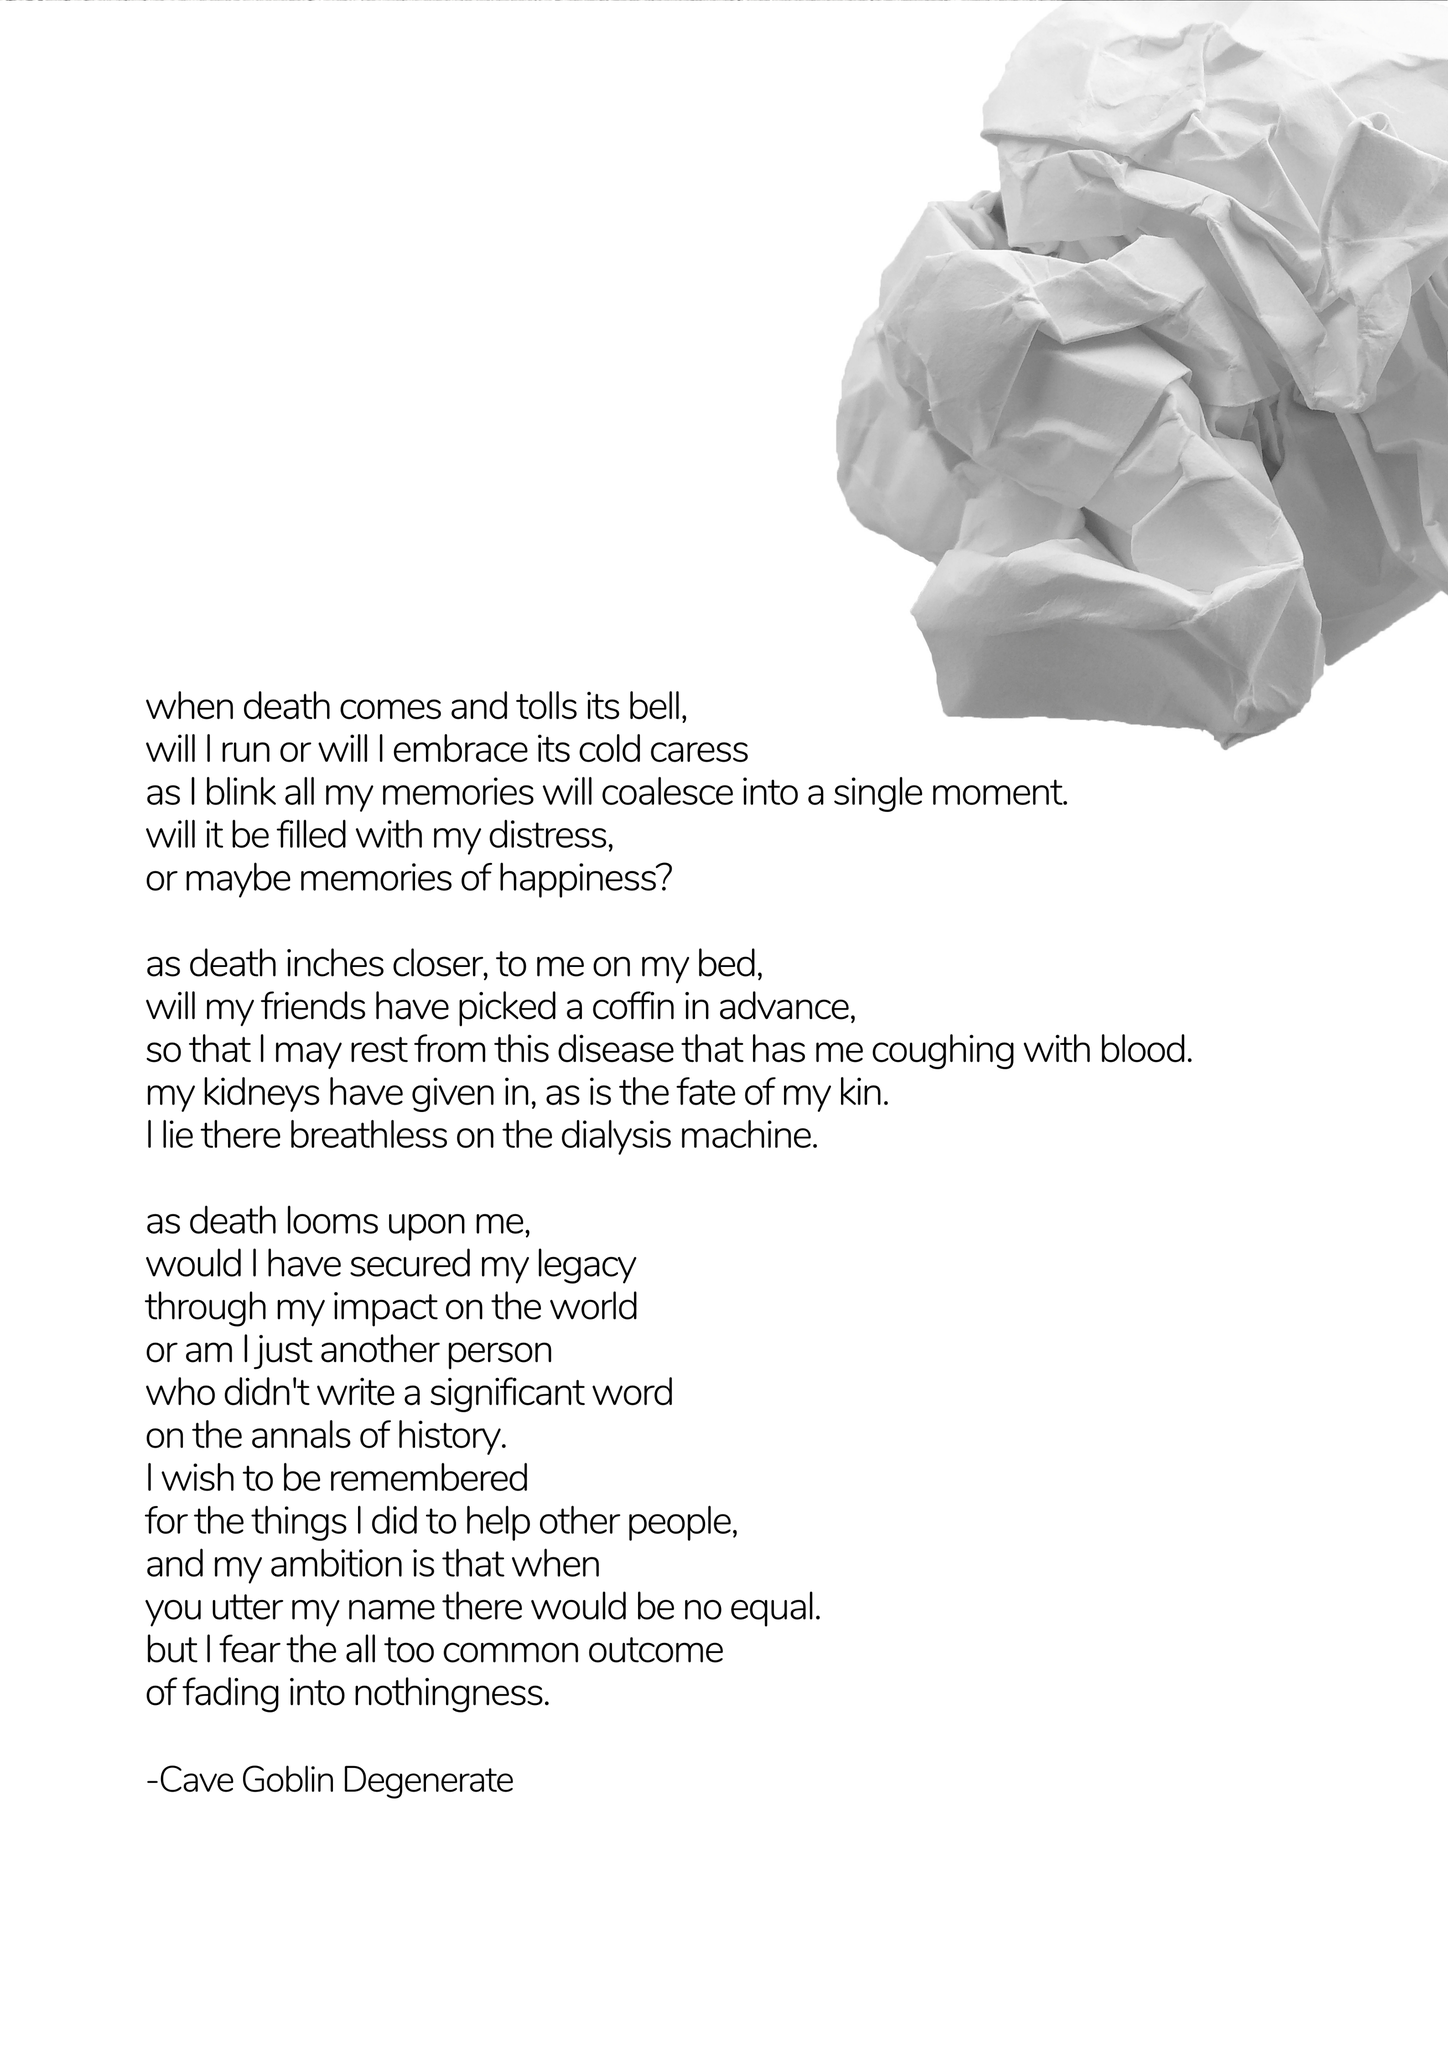 when death comes and tolls its bell,
will I run or will I embrace its cold caress
as I blink all my memories will coalesce into a single moment.
will it be filled with my distress,
or maybe memories of happiness?
as death inches closer, to me on my bed,
will my friends have picked a coffin in advance,
so that I may rest from this disease that has me coughing with blood.
my kidneys have given in, as is the fate of my kin.
I lie there breathless on the dialysis machine.
as death looms upon me,
would I have secured my legacy
through my impact on the world
or am I just another person
who didn't write a significant word
on the annals of history.
I wish to be remembered
for the things I did to help other people,
and my ambition is that when
you utter my name there would be no equal.
but I fear the all too common outcome
of fading into nothingness.
-Cave Goblin Degenerate